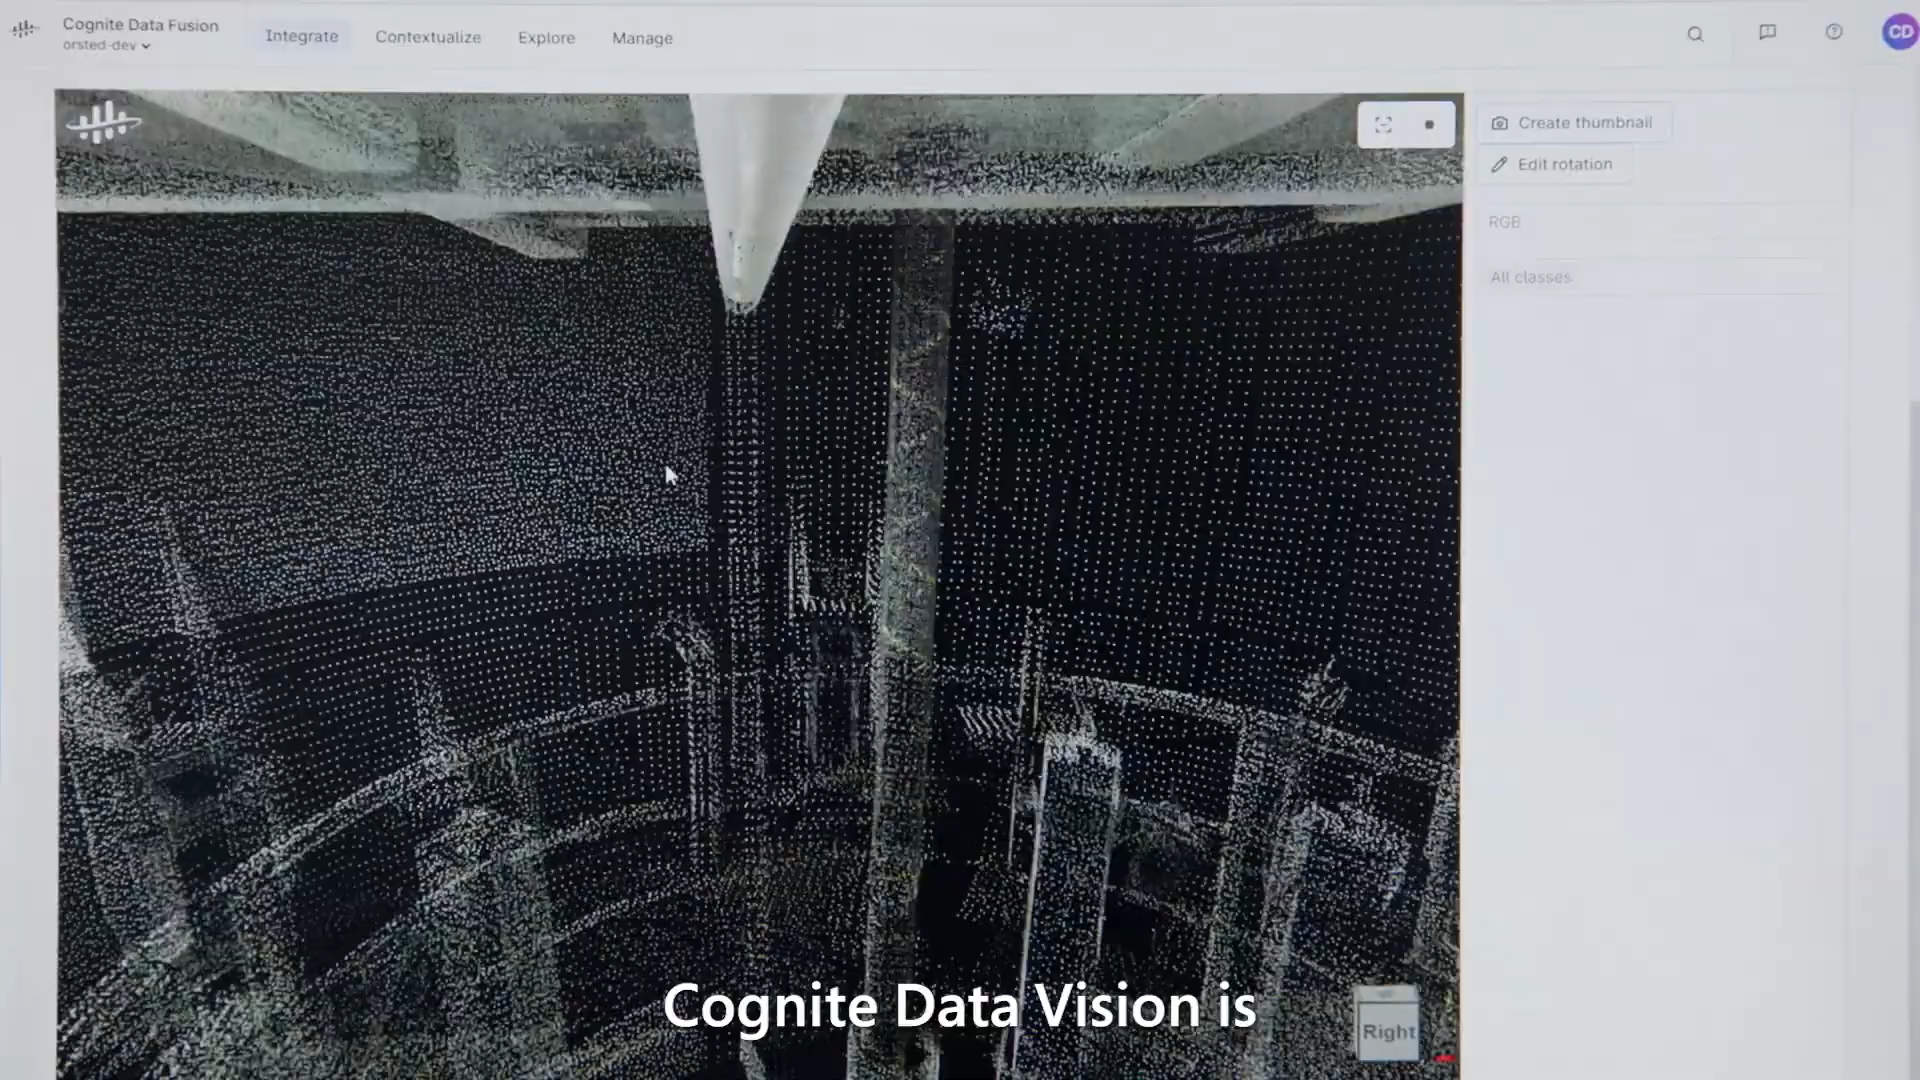 Cognite Data Fusion
orsted-dev
Integrate
Contextualize
Explore
Manage
CD
Create thumbnail
Edit rotation
RGB
All classes
Right
Cognite Data Vision is